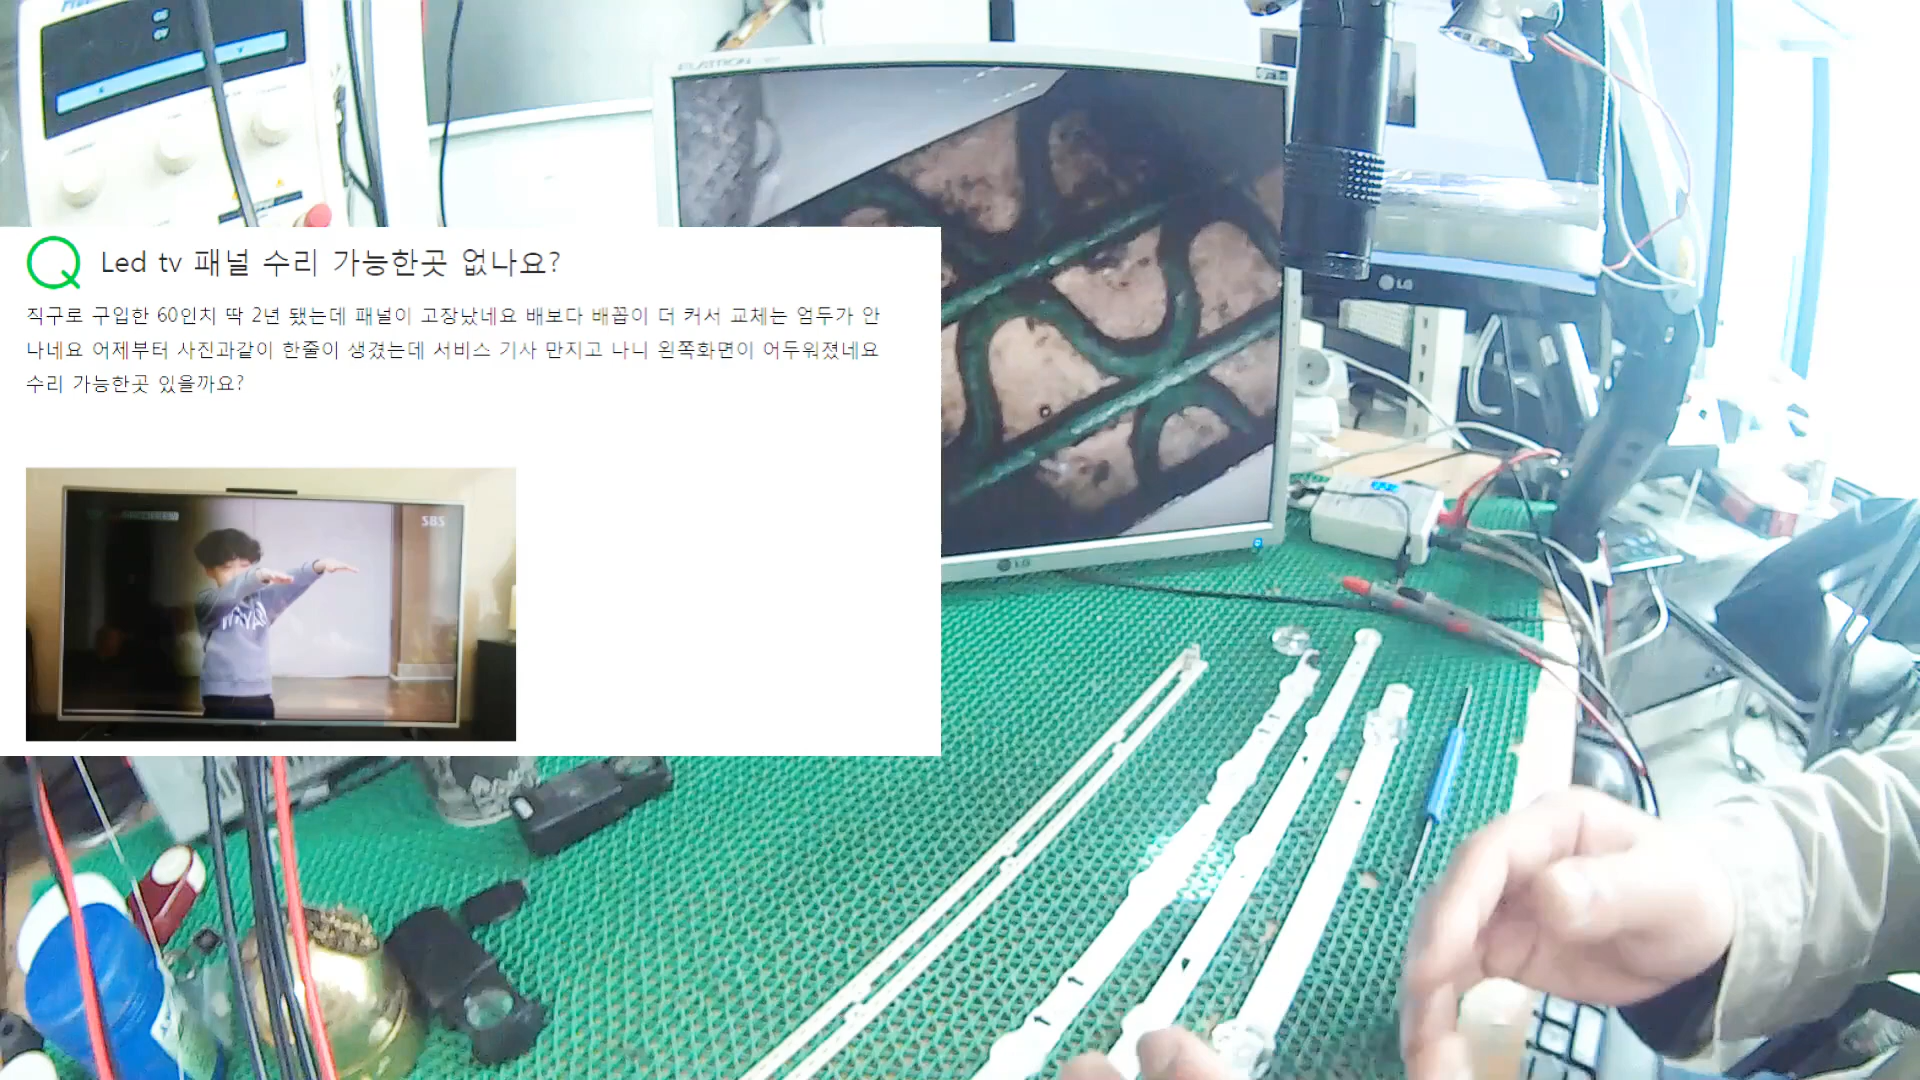 FLATRON
Led tv 패널 수리 가능한곳 없나요?
직구로 구입한 60인치 딱 2년 됐는데 패널이 고장났네요 배보다 배꼽이 더 커서 교체는 엄두가 안
나네요 어제부터 사진과같이 한줄이 생겼는데 서비스 기사 만지고 나니 왼쪽화면이 어두워졌네요
수리 가능한곳 있을까요?
SBS
LG
LG